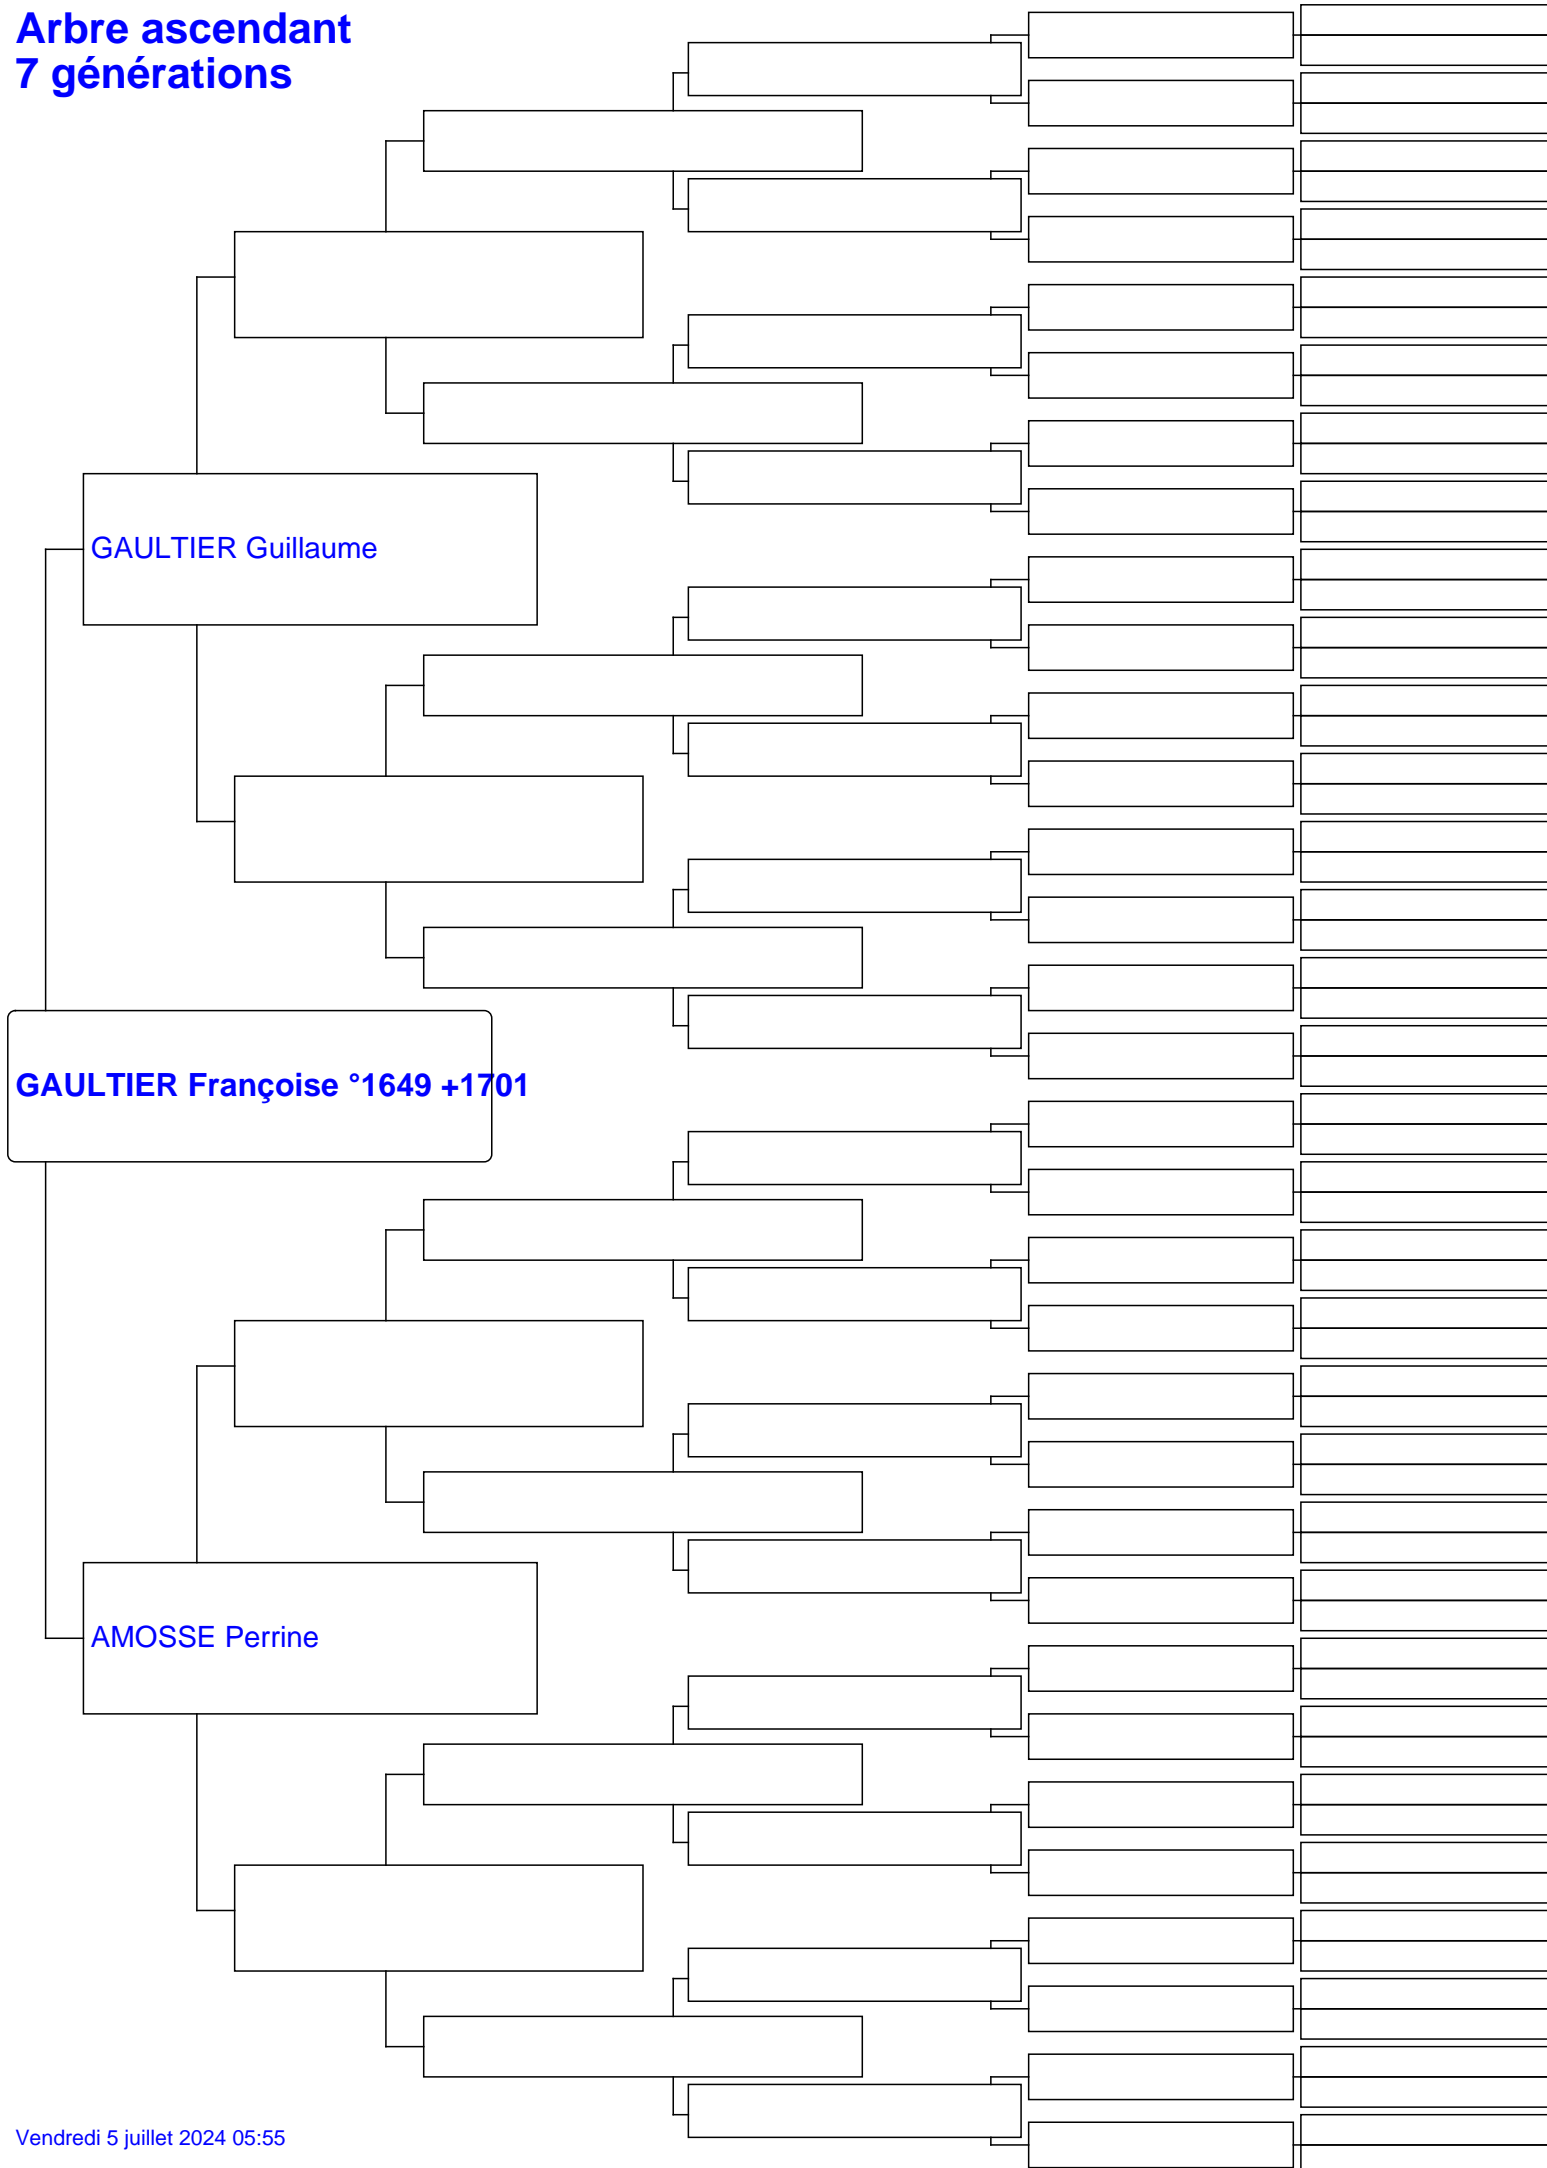 Arbre ascendant
7 générations
GAULTIER Guillaume
GAULTIER Françoise °1649 +1701
AMOSSE Perrine
Vendredi 5 juillet 2024 05:55